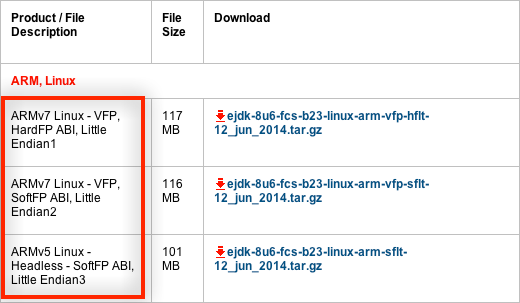 Product / File Description
File Size
Download
ARM, Linux
ARMv7 Linux - VFP,
HardFP ABI, Little
Endian1
117
MB
ejdk-8u6-fcs-b23-linux-arm-vfp-hflt-
12_jun_2014.tar.gz
ARMv7 Linux - VFP,
SoftFP ABI, Little
Endian2
116
MB
ejdk-8u6-fcs-b23-linux-arm-vfp-sflt-
12_jun_2014.tar.gz
ARMv5 Linux -
Headless - SoftFP ABI,
Little Endian3
101
MB
ejdk-8u6-fcs-b23-linux-arm-sflt-
12_jun_2014.tar.gz